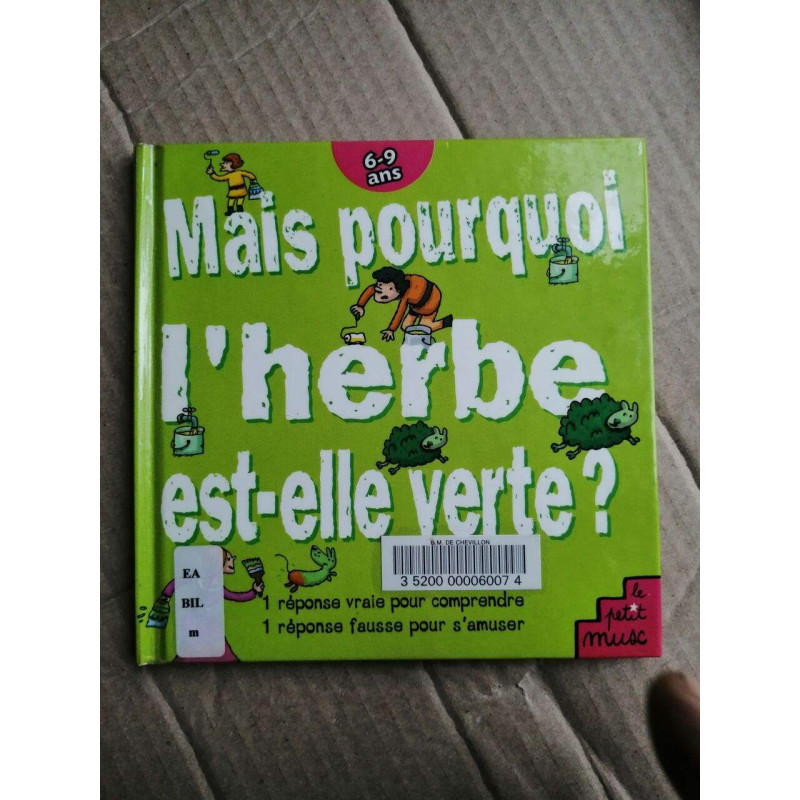 6-9
ans
Mais pourquoi
l'herbe
est-elle verte ?
B.M. DE CHEVILLON
3 5200 00006007 4
EA
BIL
m
1 réponse vraie pour comprendre
1 réponse fausse pour s'amuser
le
petit
musc